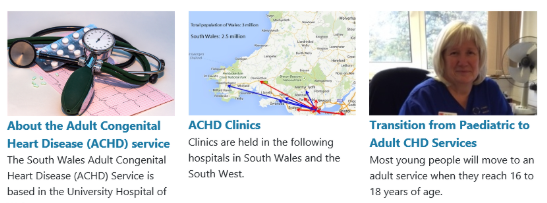 Total population of Wales: 3 million
South Wales: 2.5 million
About the Adult Congenital
Heart Disease (ACHD) service
The South Wales Adult Congenital
Heart Disease (ACHD) Service is
based in the University Hospital of
ACHD Clinics
Clinics are held in the following
hospitals in South Wales and the
South West.
Transition from Paediatric to
Adult CHD Services
Most young people will move to an
adult service when they reach 16 to
18 years of age.